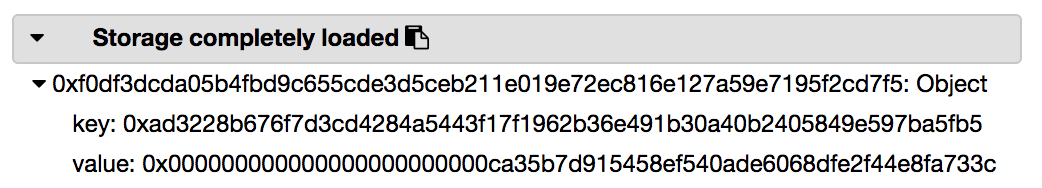 Storage completely loaded
0xf0df3dcda05b4fbd9c655cde3d5ceb211e019e72ec816e127a59e7195f2cd7f5: Object
key: 0xad3228b676f7d3cd4284a5443f17f1962b36e491b30a40b2405849e597ba5fb5
value: 0x000000000000000000000000ca35b7d915458ef540ade6068dfe2f44e8fa733c